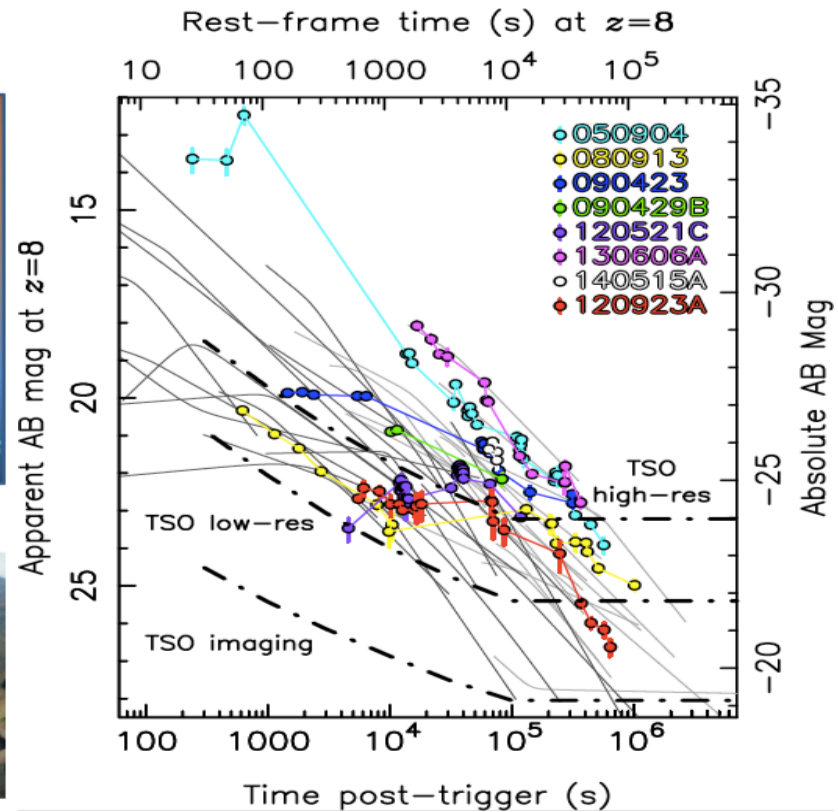 Rest-frame time (s) at z=8
10 100 1000 10⁴ 10⁵
Apparent AB mag at z=8
15
20
25
Absolute AB Mag
−35
−30
−25
−20
050904
080913
090423
090429B
120521C
130606A
140515A
120923A
TSO
high-res
TSO low-res
TSO imaging
100 1000 10⁴ 10⁵ 10⁶
Time post-trigger (s)